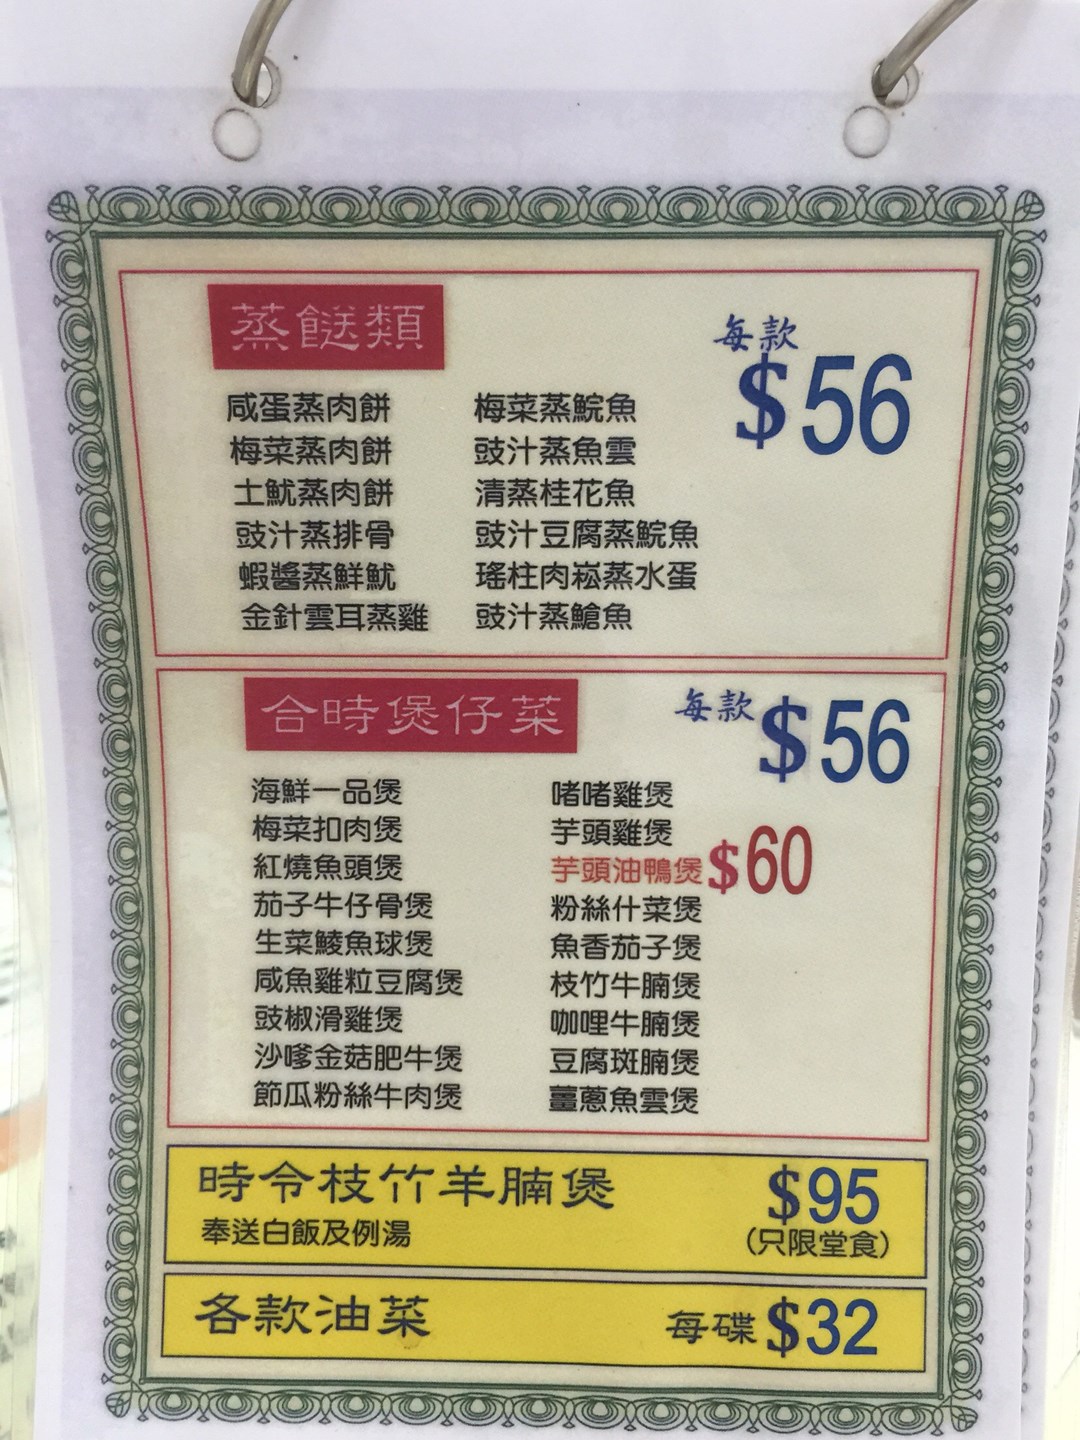 蒸餸類
每款
$56
咸蛋蒸肉餅
梅菜蒸肉餅
土魷蒸肉餅
豉汁蒸排骨
蝦醬蒸鮮魷
金針雲耳蒸雞
梅菜蒸鯇魚
豉汁蒸魚雲
清蒸桂花魚
豉汁豆腐蒸鯇魚
瑤柱肉崧蒸水蛋
豉汁蒸鯧魚
合時煲仔菜
每款 $56
海鮮一品煲
梅菜扣肉煲
紅燒魚頭煲
茄子牛仔骨煲
生菜鯪魚球煲
咸魚雞粒豆腐煲
豉椒滑雞煲
沙嗲金菇肥牛煲
節瓜粉絲牛肉煲
啫啫雞煲
芋頭雞煲
芋頭油鴨煲 $60
粉絲什菜煲
魚香茄子煲
枝竹牛腩煲
咖哩牛腩煲
豆腐斑腩煲
薑蔥魚雲煲
時令枝竹羊腩煲 $95
奉送白飯及例湯 (只限堂食)
各款油菜 每碟 $32